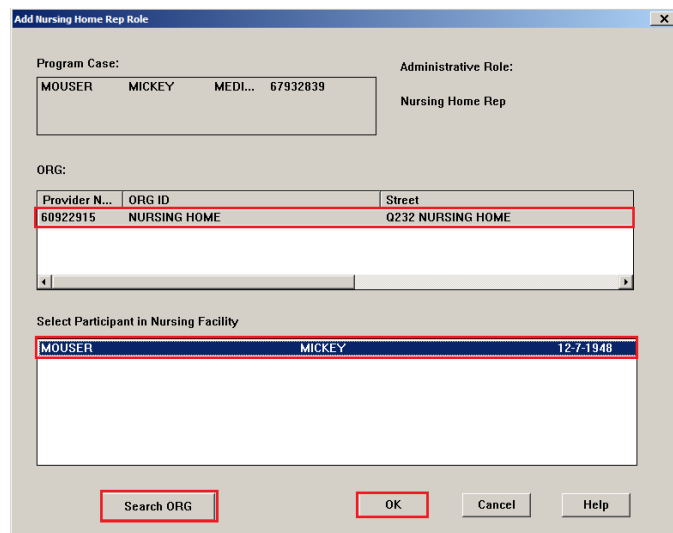 Add Nursing Home Rep Role
Program Case:
MOUSER MICKEY MEDI... 67932839
Administrative Role:
Nursing Home Rep
ORG:
Provider N... ORG ID Street
60922915 NURSING HOME Q232 NURSING HOME
Select Participant in Nursing Facility
MOUSER MICKEY 12-7-1948
Search ORG OK Cancel Help